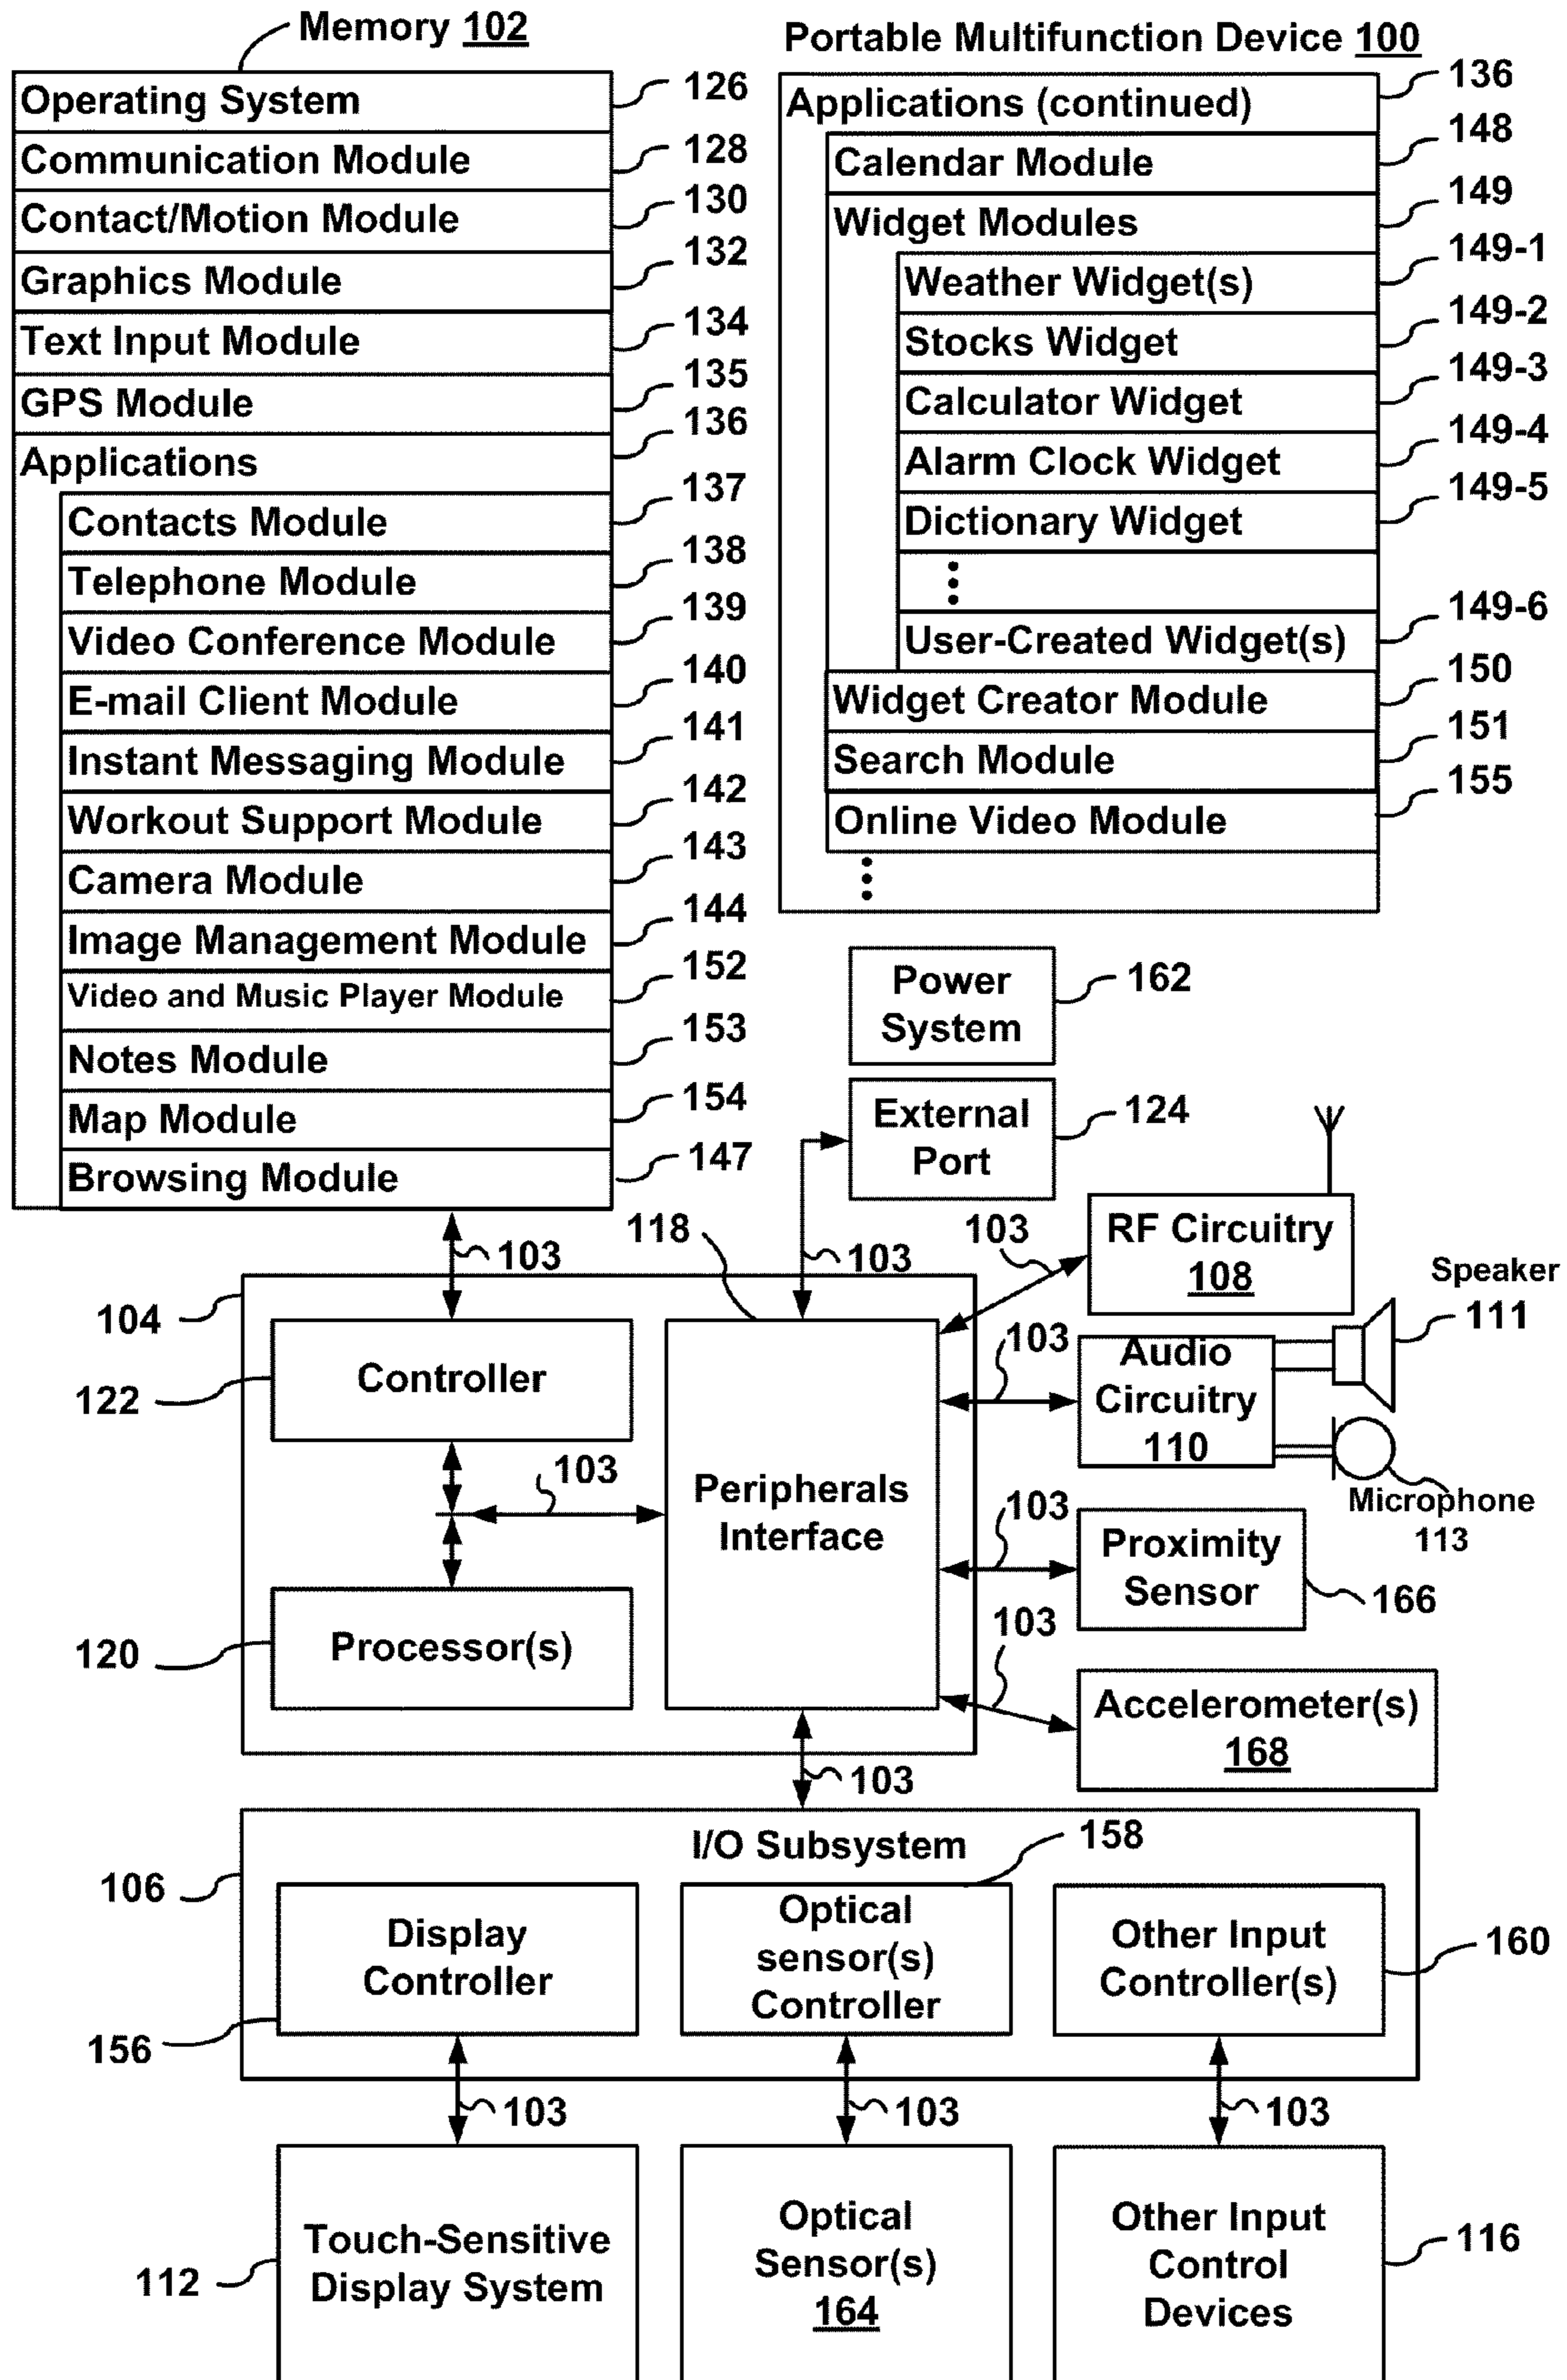 Memory 102
Operating System 126
Communication Module 128
Contact/Motion Module 130
Graphics Module 132
Text Input Module 134
GPS Module 135
Applications 136
Contacts Module 137
Telephone Module 138
Video Conference Module 139
E-mail Client Module 140
Instant Messaging Module 141
Workout Support Module 142
Camera Module 143
Image Management Module 144
Video and Music Player Module 152
Notes Module 153
Map Module 154
Browsing Module 147
Portable Multifunction Device 100
Applications (continued) 136
Calendar Module 148
Widget Modules 149
Weather Widget(s) 149-1
Stocks Widget 149-2
Calculator Widget 149-3
Alarm Clock Widget 149-4
Dictionary Widget 149-5
User-Created Widget(s) 149-6
Widget Creator Module 150
Search Module 151
Online Video Module 155
Power
System
162
External
Port
124
103
118
103
103
RF Circuitry
108
Speaker
111
104
Controller
122
103
Audio
Circuitry
110
Microphone
113
103
Peripherals
Interface
103
Proximity
Sensor
166
Processor(s)
120
103
Accelerometer(s)
168
103
I/O Subsystem
106
158
Display
Controller
156
Optical
sensor(s)
Controller
Other Input
Controller(s)
160
103
103
103
Touch-Sensitive
Display System
112
Optical
Sensor(s)
164
Other Input
Control
Devices
116